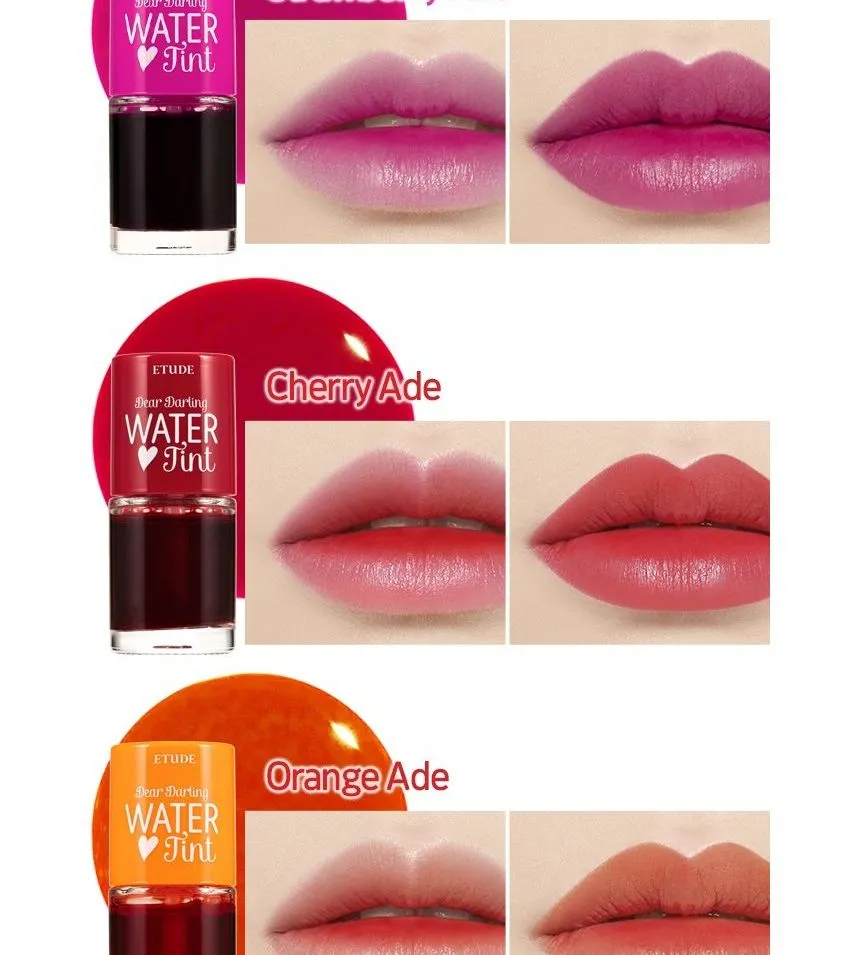 Dear Darling
WATER
Tint
ETUDE
Cherry Ade
Dear Darling
WATER
Tint
ETUDE
Orange Ade
Dear Darling
WATER
Tint